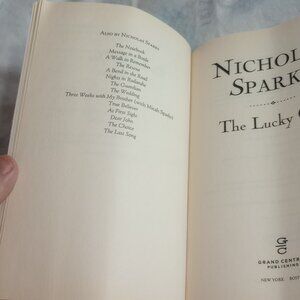 ALSO BY NICHOLAS SPARKS
The Notebook
Message in a Bottle
A Walk to Remember
The Rescue
A Bend in the Road
Nights in Rodanthe
The Guardian
The Wedding
Three Weeks with My Brother (with Micah Sparks)
True Believer
At First Sight
Dear John
The Choice
The Last Song
NICHOL
SPARK
The Lucky
GC
GRAND CENTR
PUBLISHING
NEW YORK BOST